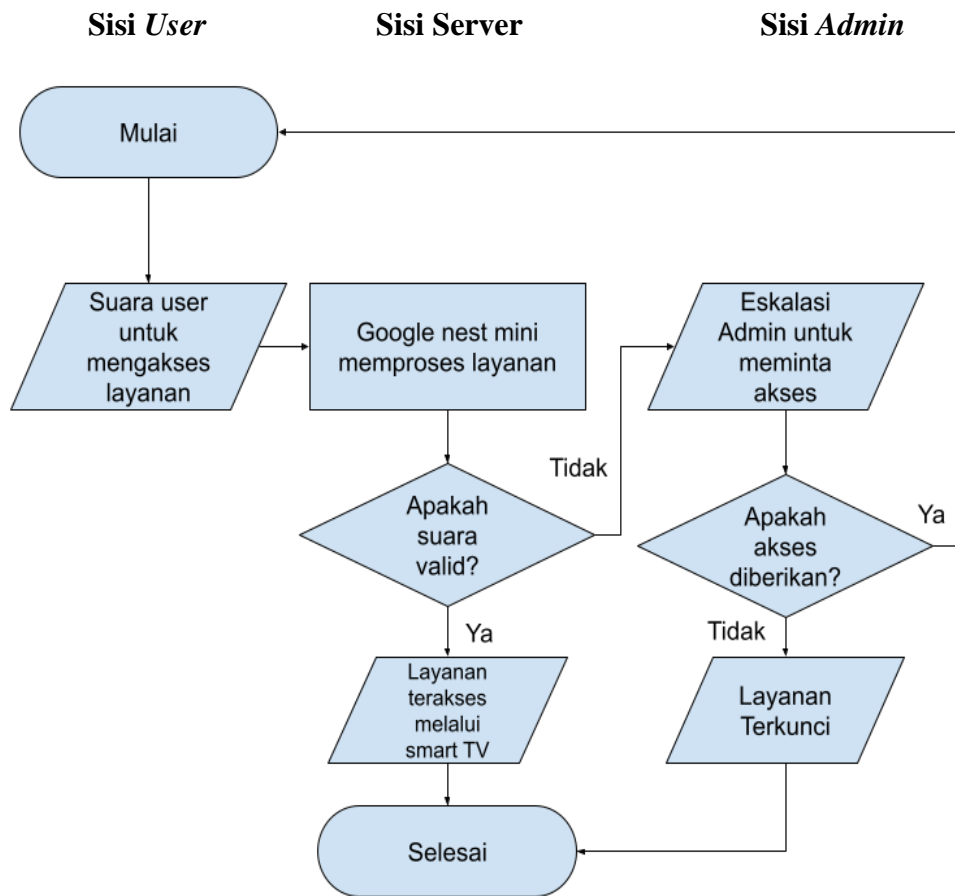 Sisi User
Sisi Server
Sisi Admin
Mulai
Suara user
untuk
mengakses
layanan
Google nest mini
memproses layanan
Eskalasi
Admin untuk
meminta
akses
Tidak
Apakah
suara
valid?
Apakah
akses
diberikan?
Ya
Ya
Tidak
Layanan
terakses
melalui
smart TV
Layanan
Terkunci
Selesai